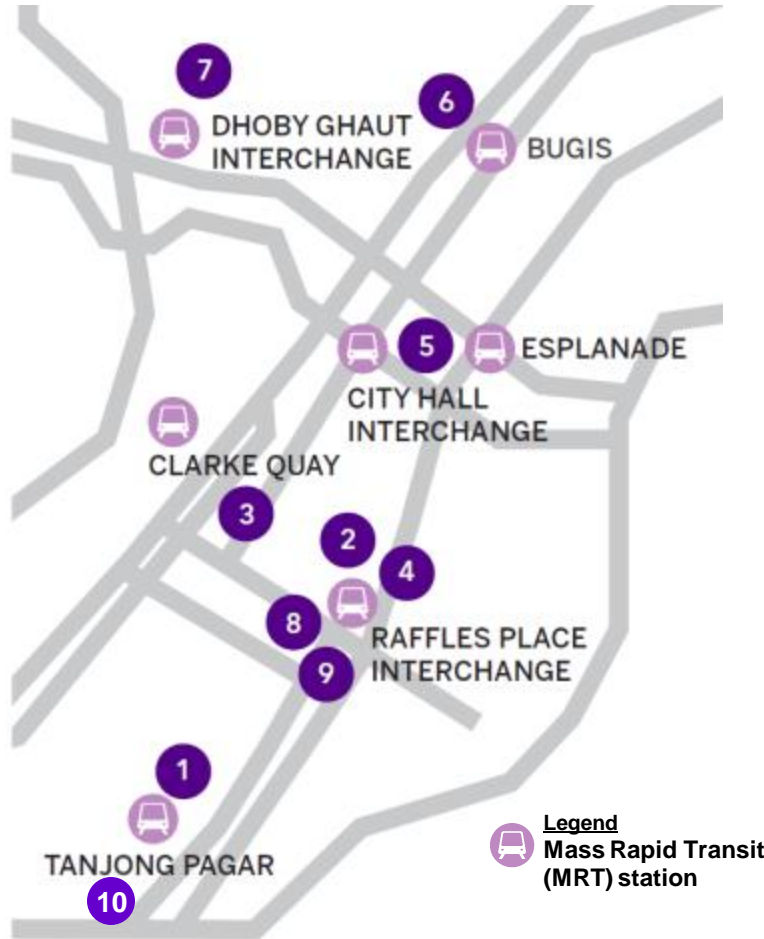 7
6
DHOBY GHAUT
INTERCHANGE
BUGIS
5
ESPLANADE
CITY HALL
INTERCHANGE
CLARKE QUAY
3
2
4
8
RAFFLES PLACE
INTERCHANGE
9
1
TANJONG PAGAR
10
Legend
Mass Rapid Transit
(MRT) station